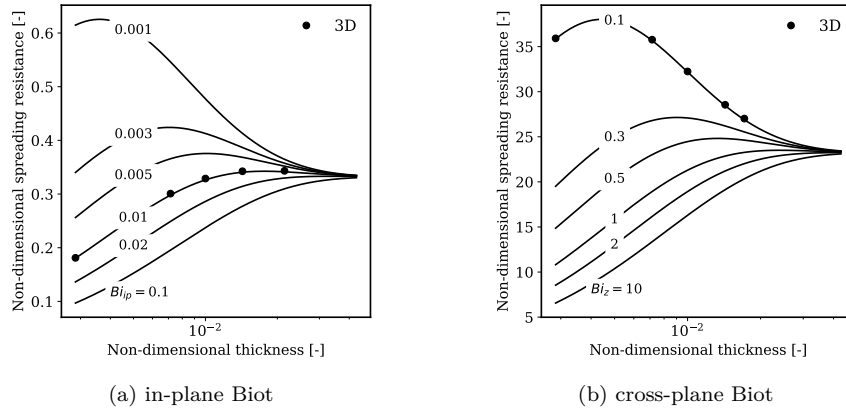 Non-dimensional spreading resistance [-]
0.6
0.5
0.4
0.3
0.2
0.1
3D
0.001
0.003
0.005
0.01
0.02
Bi_ip = 0.1
10⁻²
Non-dimensional thickness [-]
(a) in-plane Biot
Non-dimensional spreading resistance [-]
35
30
25
20
15
10
5
3D
0.1
0.3
0.5
1
2
Bi_z = 10
10⁻²
Non-dimensional thickness [-]
(b) cross-plane Biot